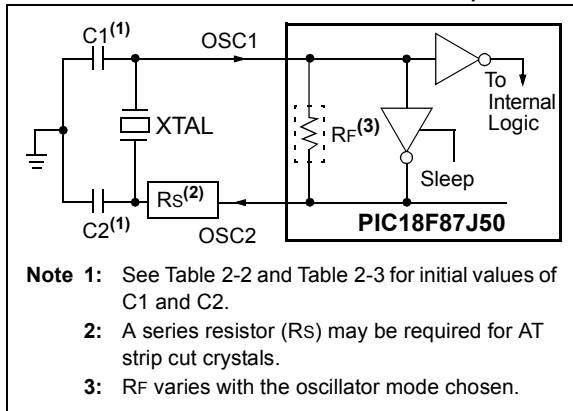 C1(1)
OSC1
To
Internal
Logic
XTAL
RF(3)
Sleep
RS(2)
C2(1)
OSC2
PIC18F87J50
Note 1: See Table 2-2 and Table 2-3 for initial values of
C1 and C2.
2: A series resistor (RS) may be required for AT
strip cut crystals.
3: RF varies with the oscillator mode chosen.